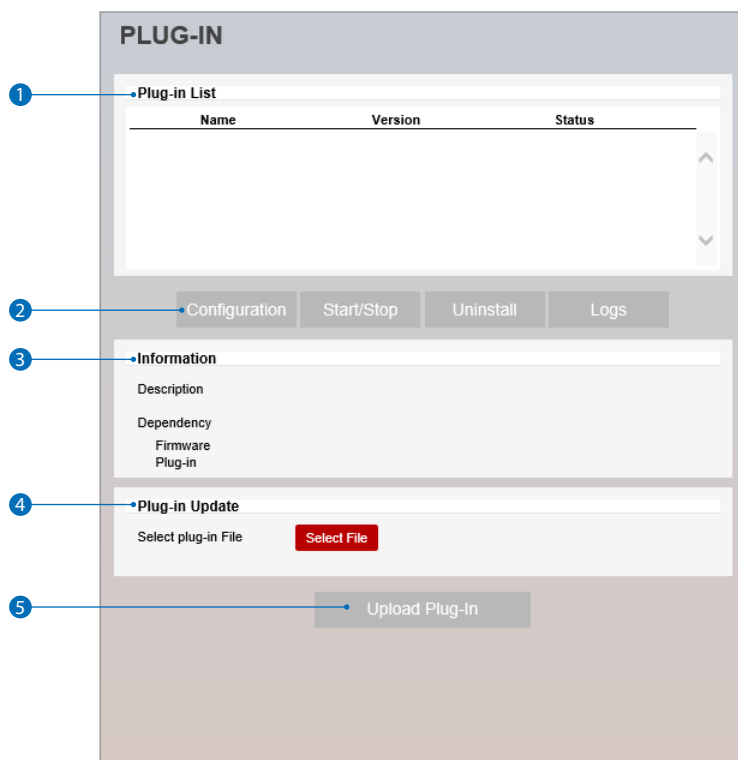 PLUG-IN
1 Plug-in List
Name Version Status
2 Configuration Start/Stop Uninstall Logs
3 Information
Description
Dependency
Firmware
Plug-in
4 Plug-in Update
Select plug-in File Select File
5 Upload Plug-In